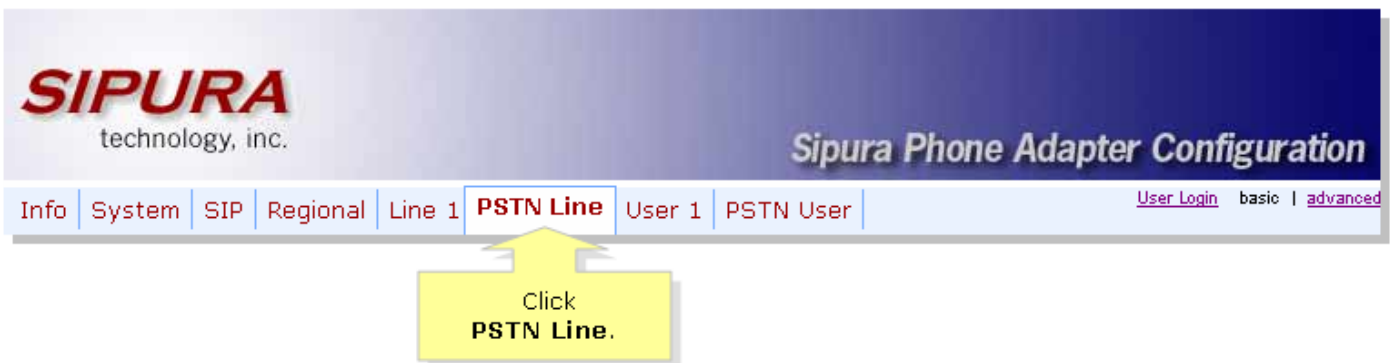 SIPURA
technology, inc.
Sipura Phone Adapter Configuration
Info System SIP Regional Line 1 PSTN Line User 1 PSTN User User Login basic | advanced
Click
PSTN Line.